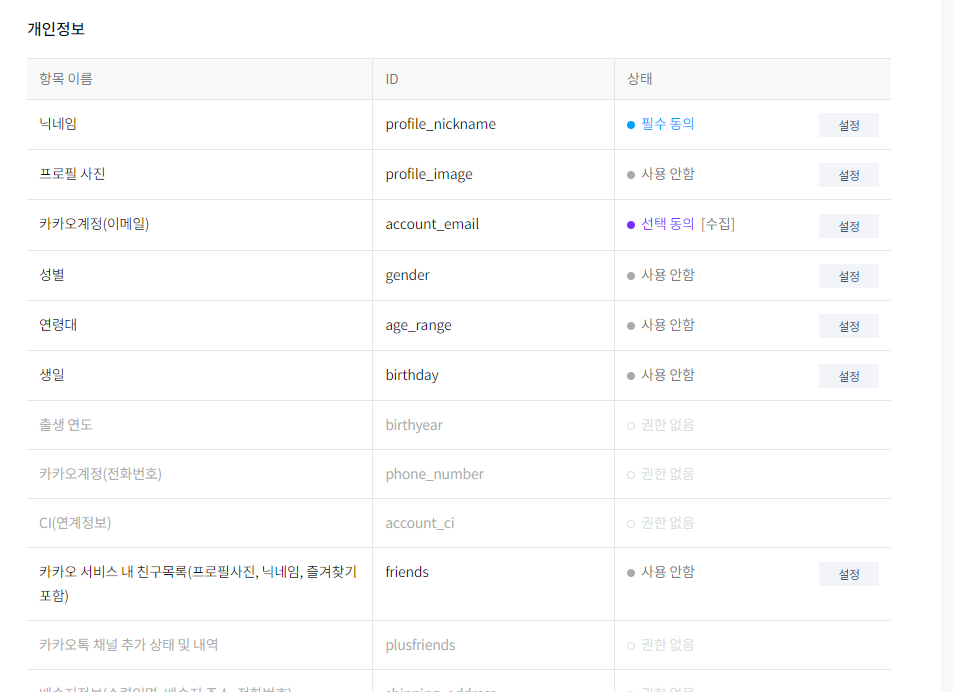 개인정보
항목 이름 ID 상태
닉네임 profile_nickname 필수 동의 설정
프로필 사진 profile_image 사용 안함 설정
카카오계정(이메일) account_email 선택 동의 [수집] 설정
성별 gender 사용 안함 설정
연령대 age_range 사용 안함 설정
생일 birthday 사용 안함 설정
출생 연도 birthyear 권한 없음
카카오계정(전화번호) phone_number 권한 없음
CI(연계정보) account_ci 권한 없음
카카오 서비스 내 친구목록(프로필사진, 닉네임, 즐겨찾기 friends 사용 안함 설정
포함)
카카오톡 채널 추가 상태 및 내역 plusfriends 권한 없음